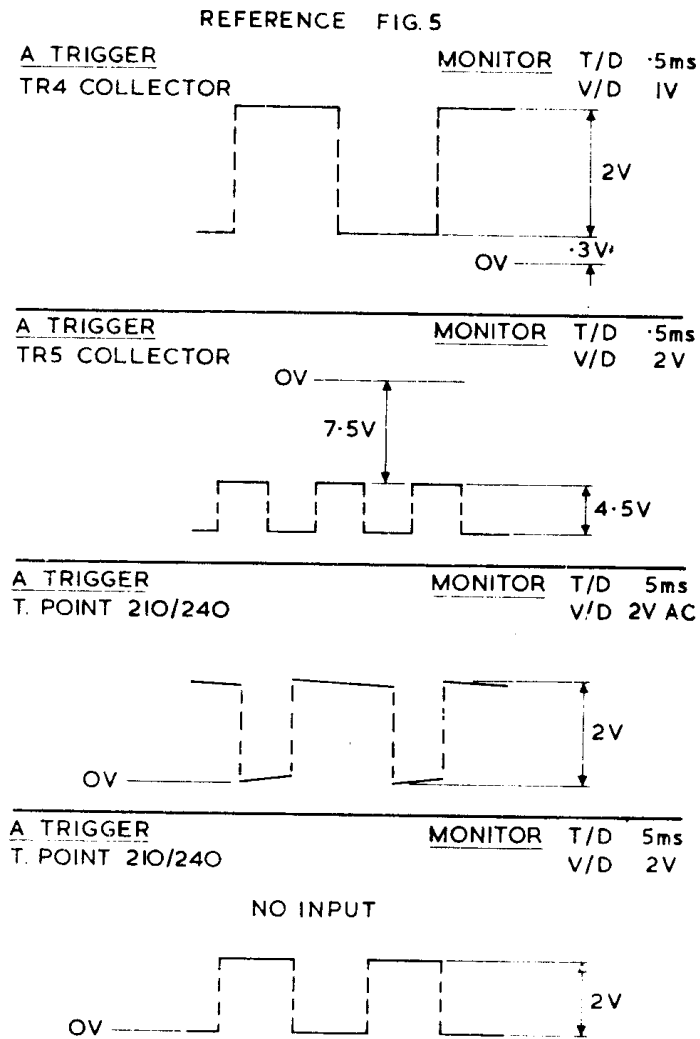 REFERENCE FIG. 5
A TRIGGER MONITOR T/D ·5ms
TR4 COLLECTOR V/D 1V
2V
·3V
OV
A TRIGGER MONITOR T/D ·5ms
TR5 COLLECTOR V/D 2V
OV
7·5V
4·5V
A TRIGGER MONITOR T/D 5ms
T. POINT 210/240 V/D 2V AC
2V
OV
A TRIGGER MONITOR T/D 5ms
T. POINT 210/240 V/D 2V
NO INPUT
2V
OV